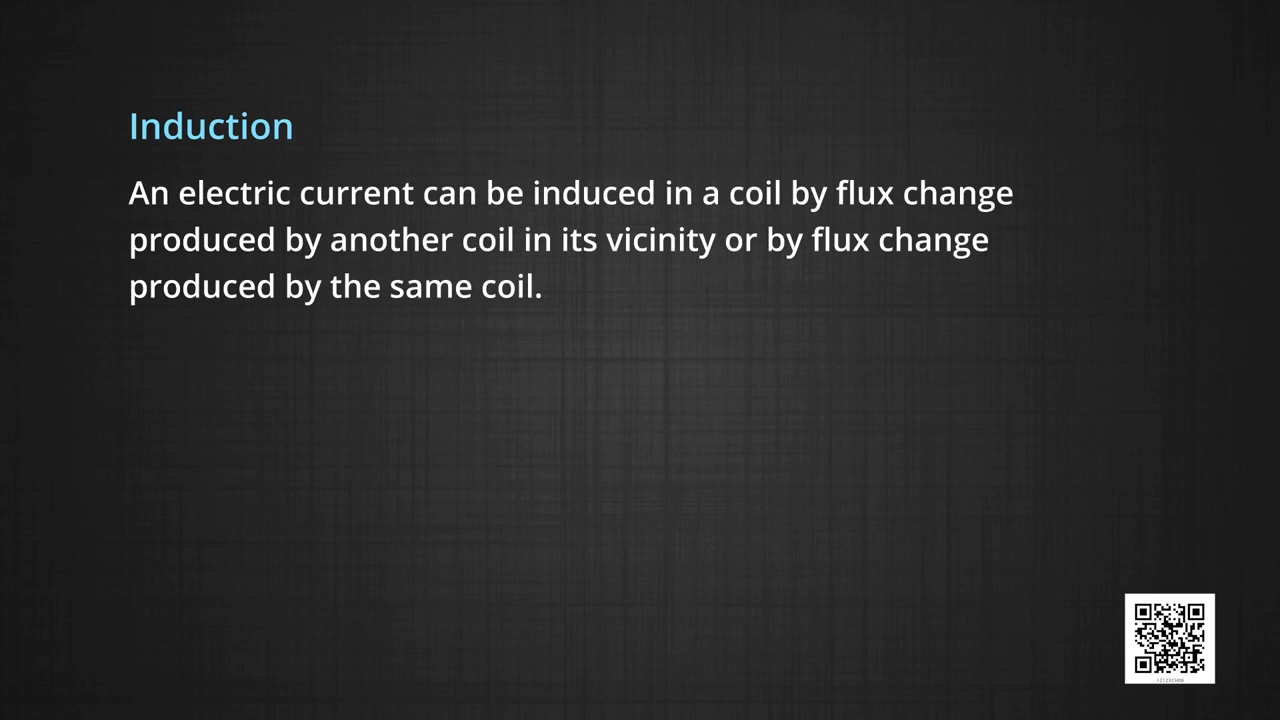 Induction
An electric current can be induced in a coil by flux change
produced by another coil in its vicinity or by flux change
produced by the same coil.
12123CH06